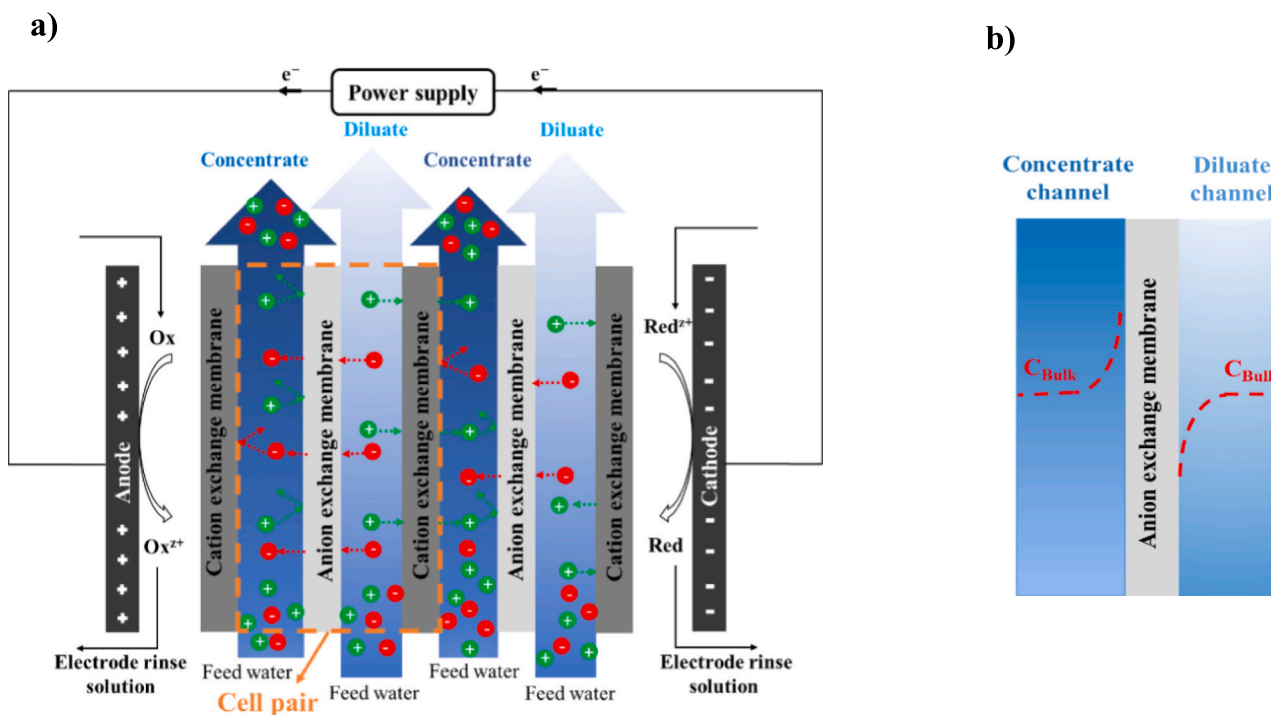 a)
b)
e⁻
Power supply
e⁻
Diluate
Diluate
Concentrate
Concentrate
Concentrate
channel
Diluate
channel
Anode
Ox
Oxᶻ⁺
Cation exchange membrane
Anion exchange membrane
Cation exchange membrane
Anion exchange membrane
Cation exchange membrane
Redᶻ⁺
Red
Cathode
C_Bulk
Anion exchange membrane
C_Bulk
Electrode rinse
solution
Feed water
Cell pair
Feed water
Feed water
Feed water
Electrode rinse
solution